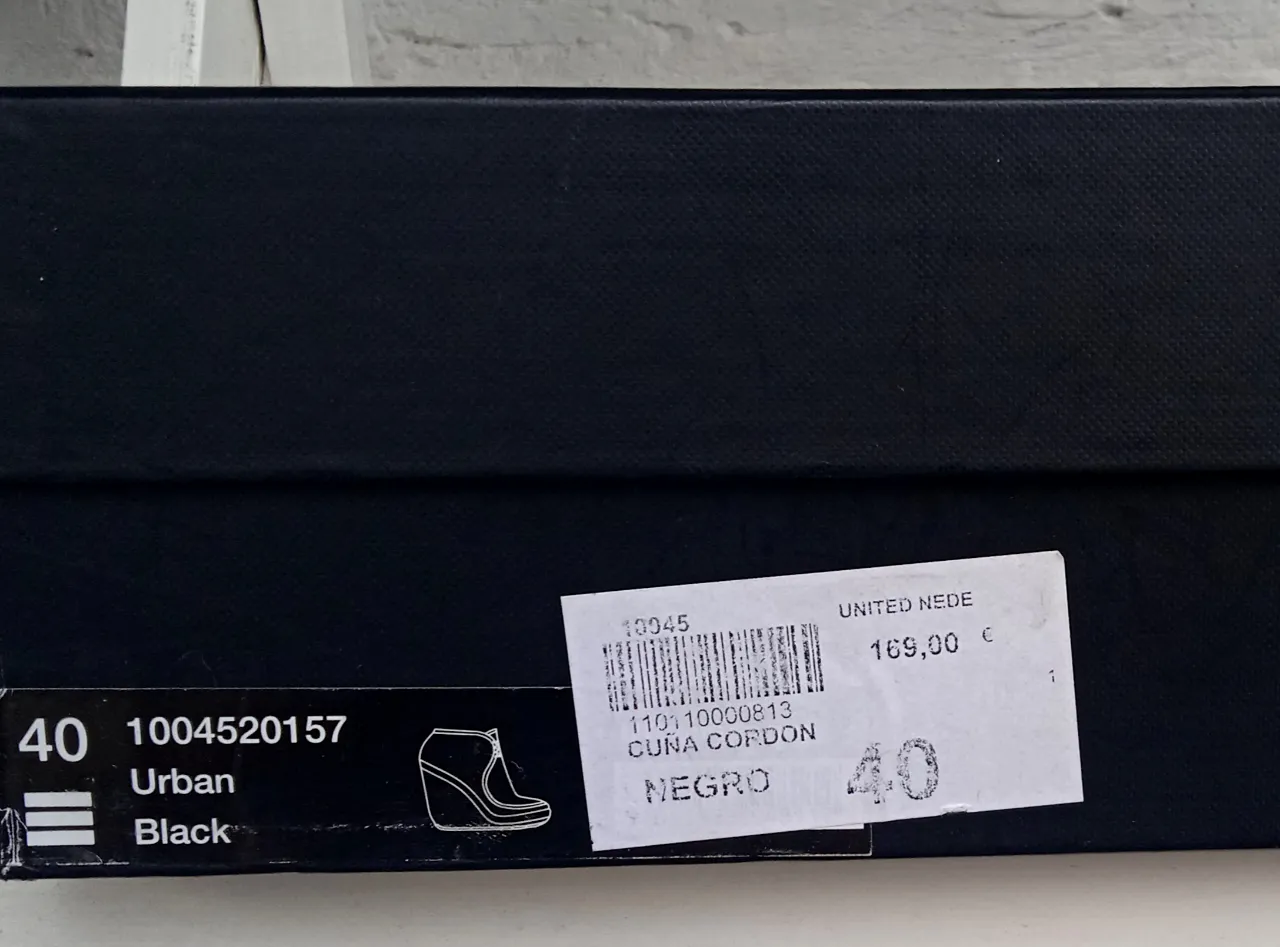 10045
UNITED NEDE
169,00 €
1
110110000813
CUÑA CORDON
NEGRO
40
40
1004520157
Urban
Black